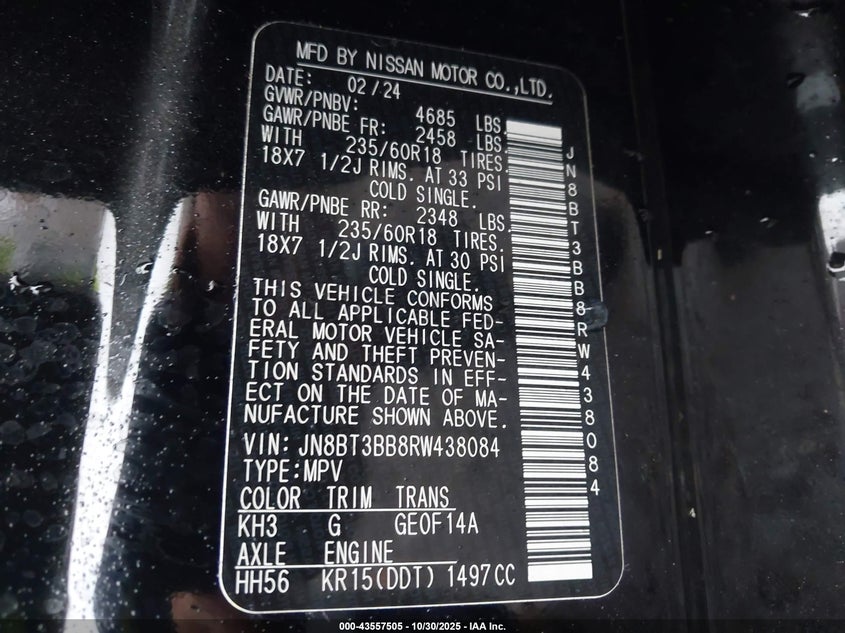 MFD BY NISSAN MOTOR CO.,LTD.
DATE: 02/24
GVWR/PNBV: 4685 LBS.
GAWR/PNBE FR: 2458 LBS.
WITH 235/60R18 TIRES.
18X7 1/2J RIMS. AT 33 PSI
COLD SINGLE.
GAWR/PNBE RR: 2348 LBS.
WITH 235/60R18 TIRES.
18X7 1/2J RIMS. AT 30 PSI
COLD SINGLE.
THIS VEHICLE CONFORMS
TO ALL APPLICABLE FED-
ERAL MOTOR VEHICLE SA-
FETY AND THEFT PREVEN-
TION STANDARDS IN EFF-
ECT ON THE DATE OF MA-
NUFACTURE SHOWN ABOVE.
VIN: JN8BT3BB8RW438084
TYPE:MPV
COLOR TRIM TRANS
KH3 G GE0F14A
AXLE ENGINE
HH56 KR15(DDT) 1497CC
JN8BT3BB8RW438084
000-43557505 - 10/30/2025 - IAA Inc.